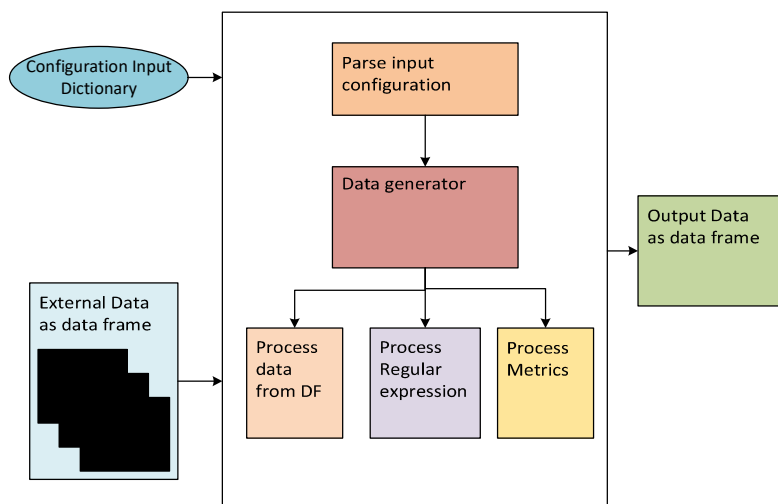 Configuration Input
Dictionary
Parse input
configuration
Data generator
Output Data
as data frame
External Data
as data frame
Process
data
from DF
Process
Regular
expression
Process
Metrics